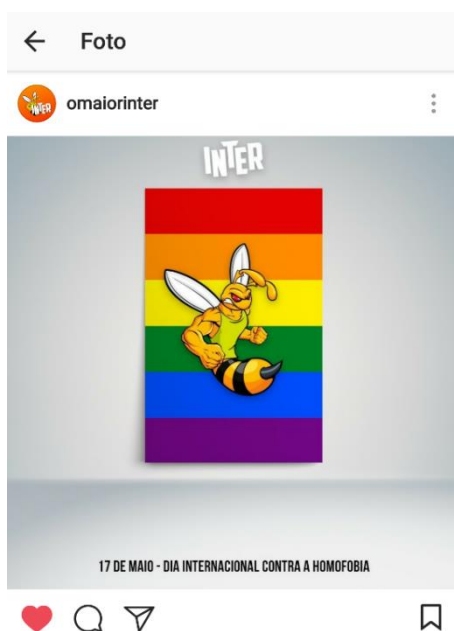 Foto
INTER
omaiorinter
INTER
17 DE MAIO - DIA INTERNACIONAL CONTRA A HOMOFOBIA